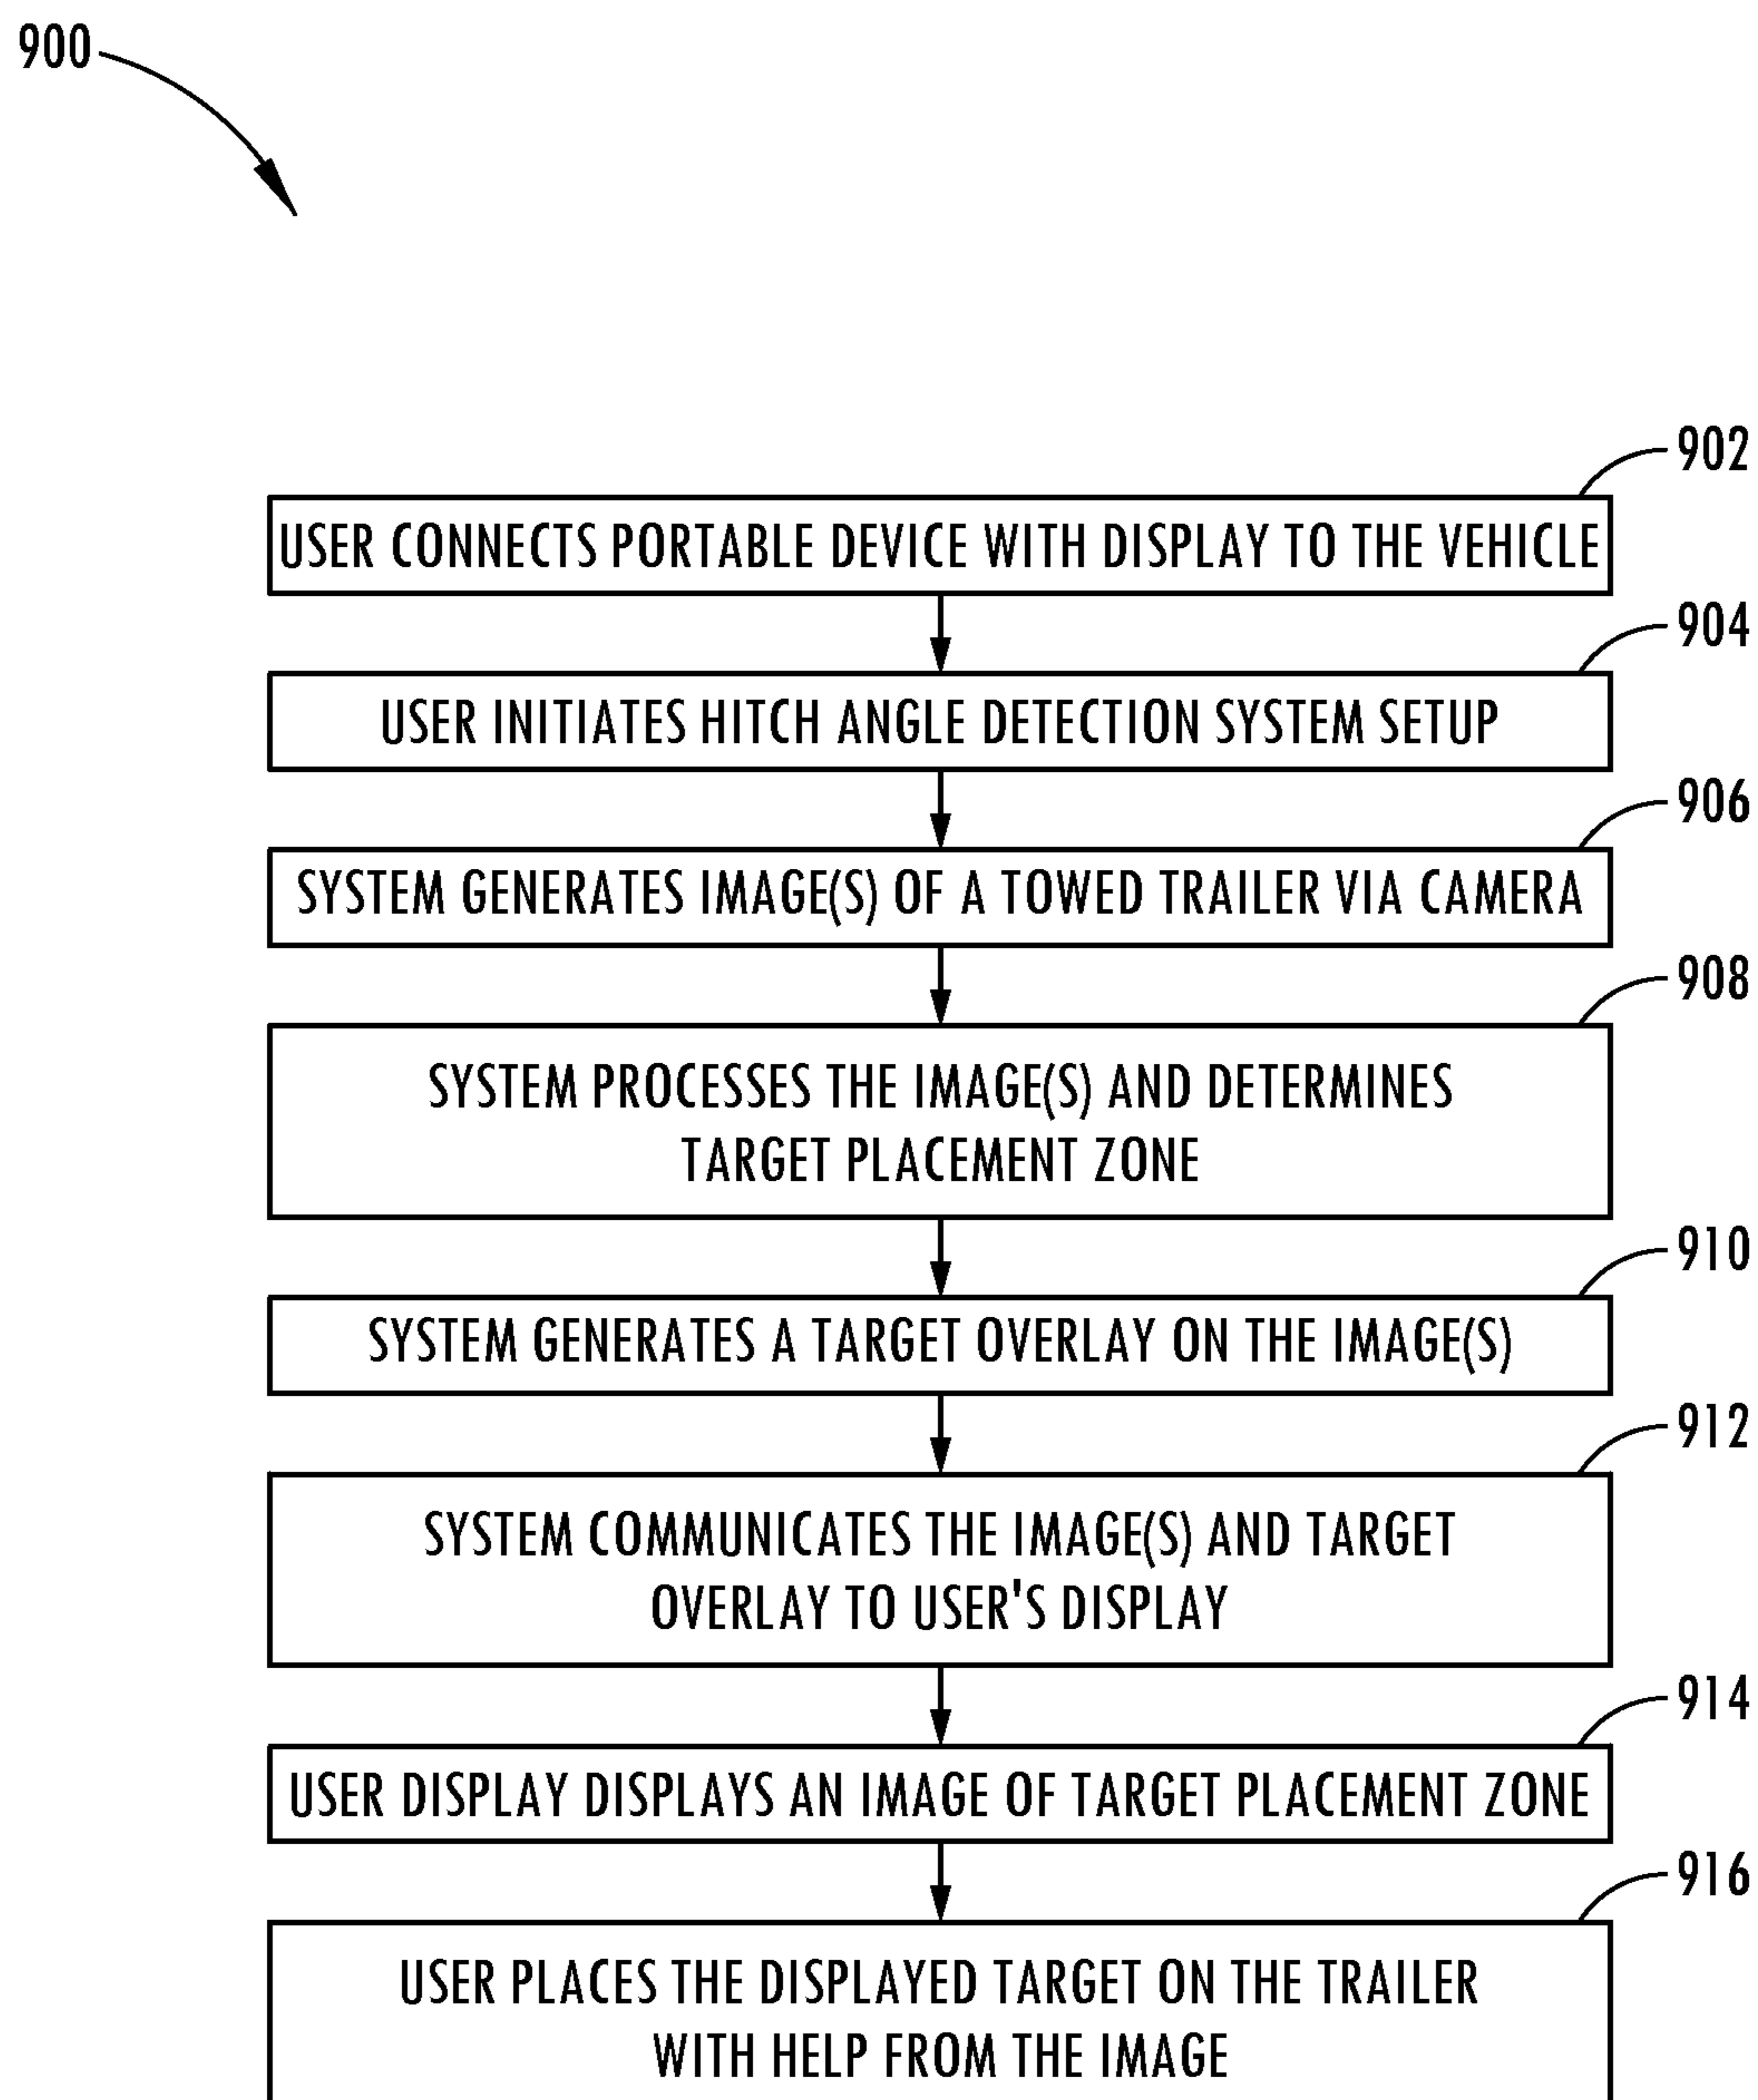 900
902
USER CONNECTS PORTABLE DEVICE WITH DISPLAY TO THE VEHICLE
904
USER INITIATES HITCH ANGLE DETECTION SYSTEM SETUP
906
SYSTEM GENERATES IMAGE(S) OF A TOWED TRAILER VIA CAMERA
908
SYSTEM PROCESSES THE IMAGE(S) AND DETERMINES
TARGET PLACEMENT ZONE
910
SYSTEM GENERATES A TARGET OVERLAY ON THE IMAGE(S)
912
SYSTEM COMMUNICATES THE IMAGE(S) AND TARGET
OVERLAY TO USER'S DISPLAY
914
USER DISPLAY DISPLAYS AN IMAGE OF TARGET PLACEMENT ZONE
916
USER PLACES THE DISPLAYED TARGET ON THE TRAILER
WITH HELP FROM THE IMAGE